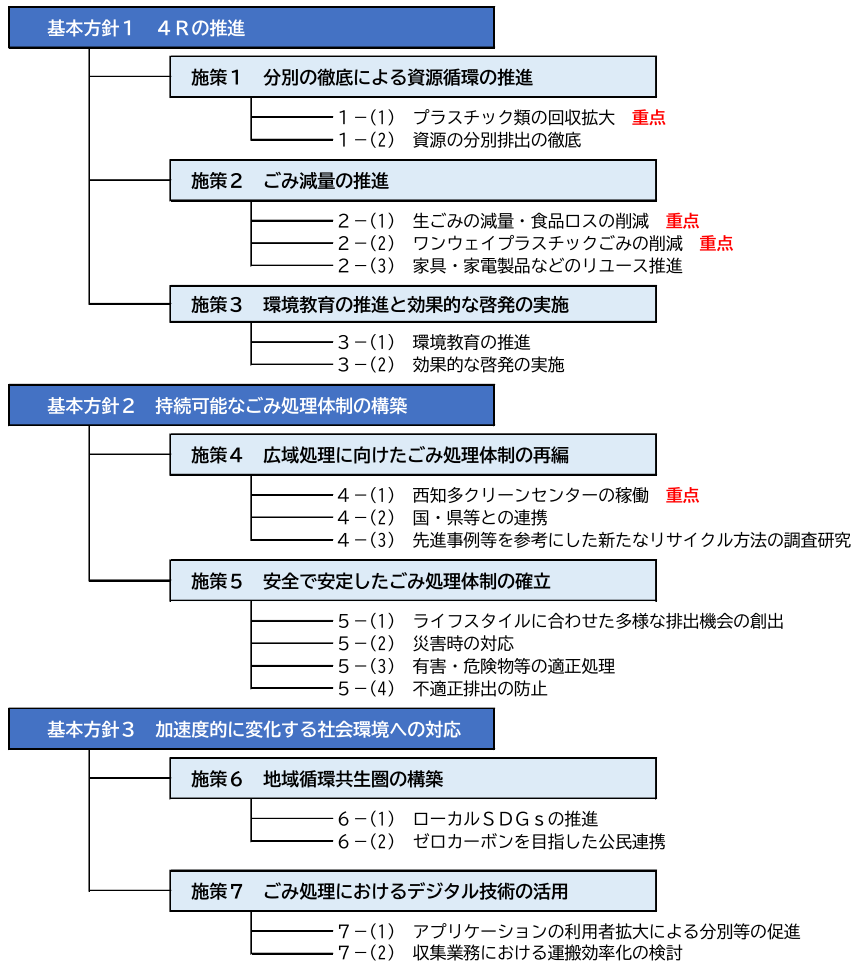 基本方針１　４Rの推進
施策１　分別の徹底による資源循環の推進
１－(１)　プラスチック類の回収拡大　重点
１－(２)　資源の分別排出の徹底
施策２　ごみ減量の推進
２－(１)　生ごみの減量・食品ロスの削減　重点
２－(２)　ワンウェイプラスチックごみの削減　重点
２－(３)　家具・家電製品などのリユース推進
施策３　環境教育の推進と効果的な啓発の実施
３－(１)　環境教育の推進
３－(２)　効果的な啓発の実施
基本方針２　持続可能なごみ処理体制の構築
施策４　広域処理に向けたごみ処理体制の再編
４－(１)　西知多クリーンセンターの稼働　重点
４－(２)　国・県等との連携
４－(３)　先進事例等を参考にした新たなリサイクル方法の調査研究
施策５　安全で安定したごみ処理体制の確立
５－(１)　ライフスタイルに合わせた多様な排出機会の創出
５－(２)　災害時の対応
５－(３)　有害・危険物等の適正処理
５－(４)　不適正排出の防止
基本方針３　加速度的に変化する社会環境への対応
施策６　地域循環共生圏の構築
６－(１)　ローカルＳＤＧｓの推進
６－(２)　ゼロカーボンを目指した公民連携
施策７　ごみ処理におけるデジタル技術の活用
７－(１)　アプリケーションの利用者拡大による分別等の促進
７－(２)　収集業務における運搬効率化の検討